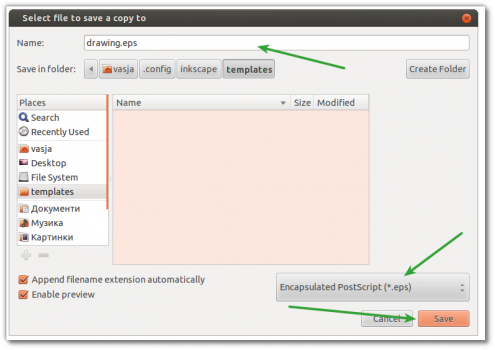 Select file to save a copy to
Name: drawing.eps
Save in folder: vasja .config inkscape templates Create Folder
Places Name Size Modified
Search
Recently Used
vasja
Desktop
File System
templates
Документи
Музика
Картинки
Append filename extension automatically
Enable preview
Encapsulated PostScript (*.eps)
Cancel Save